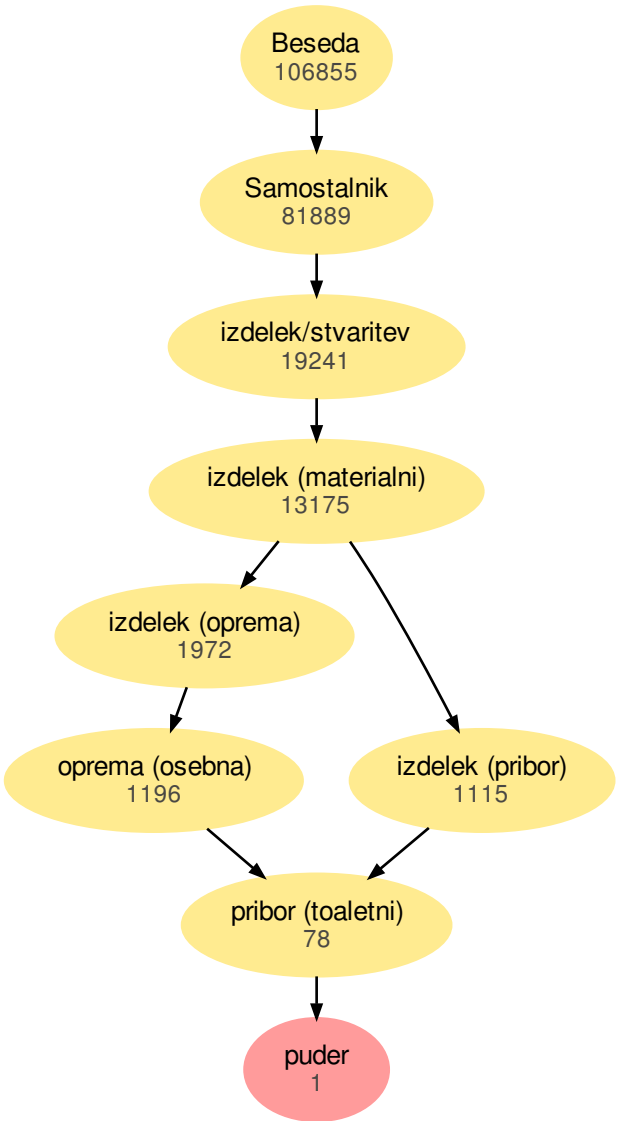 Beseda
106855
Samostalnik
81889
izdelek/stvaritev
19241
izdelek (materialni)
13175
izdelek (oprema)
1972
oprema (osebna)
1196
izdelek (pribor)
1115
pribor (toaletni)
78
puder
1